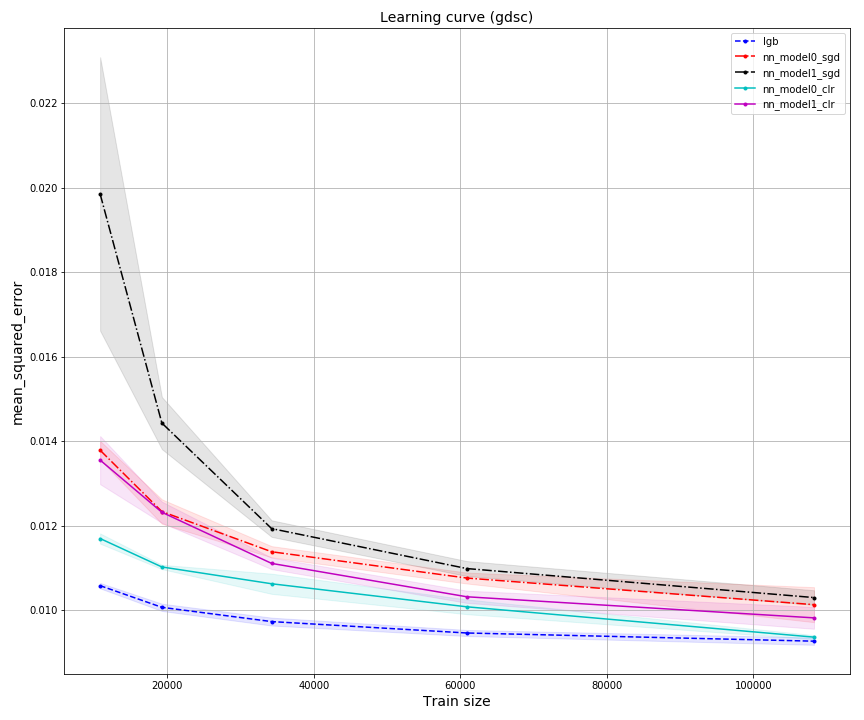 Learning curve (gdsc)
lgb
nn_model0_sgd
nn_model1_sgd
nn_model0_clr
nn_model1_clr
mean_squared_error
0.022
0.020
0.018
0.016
0.014
0.012
0.010
20000 40000 60000 80000 100000
Train size